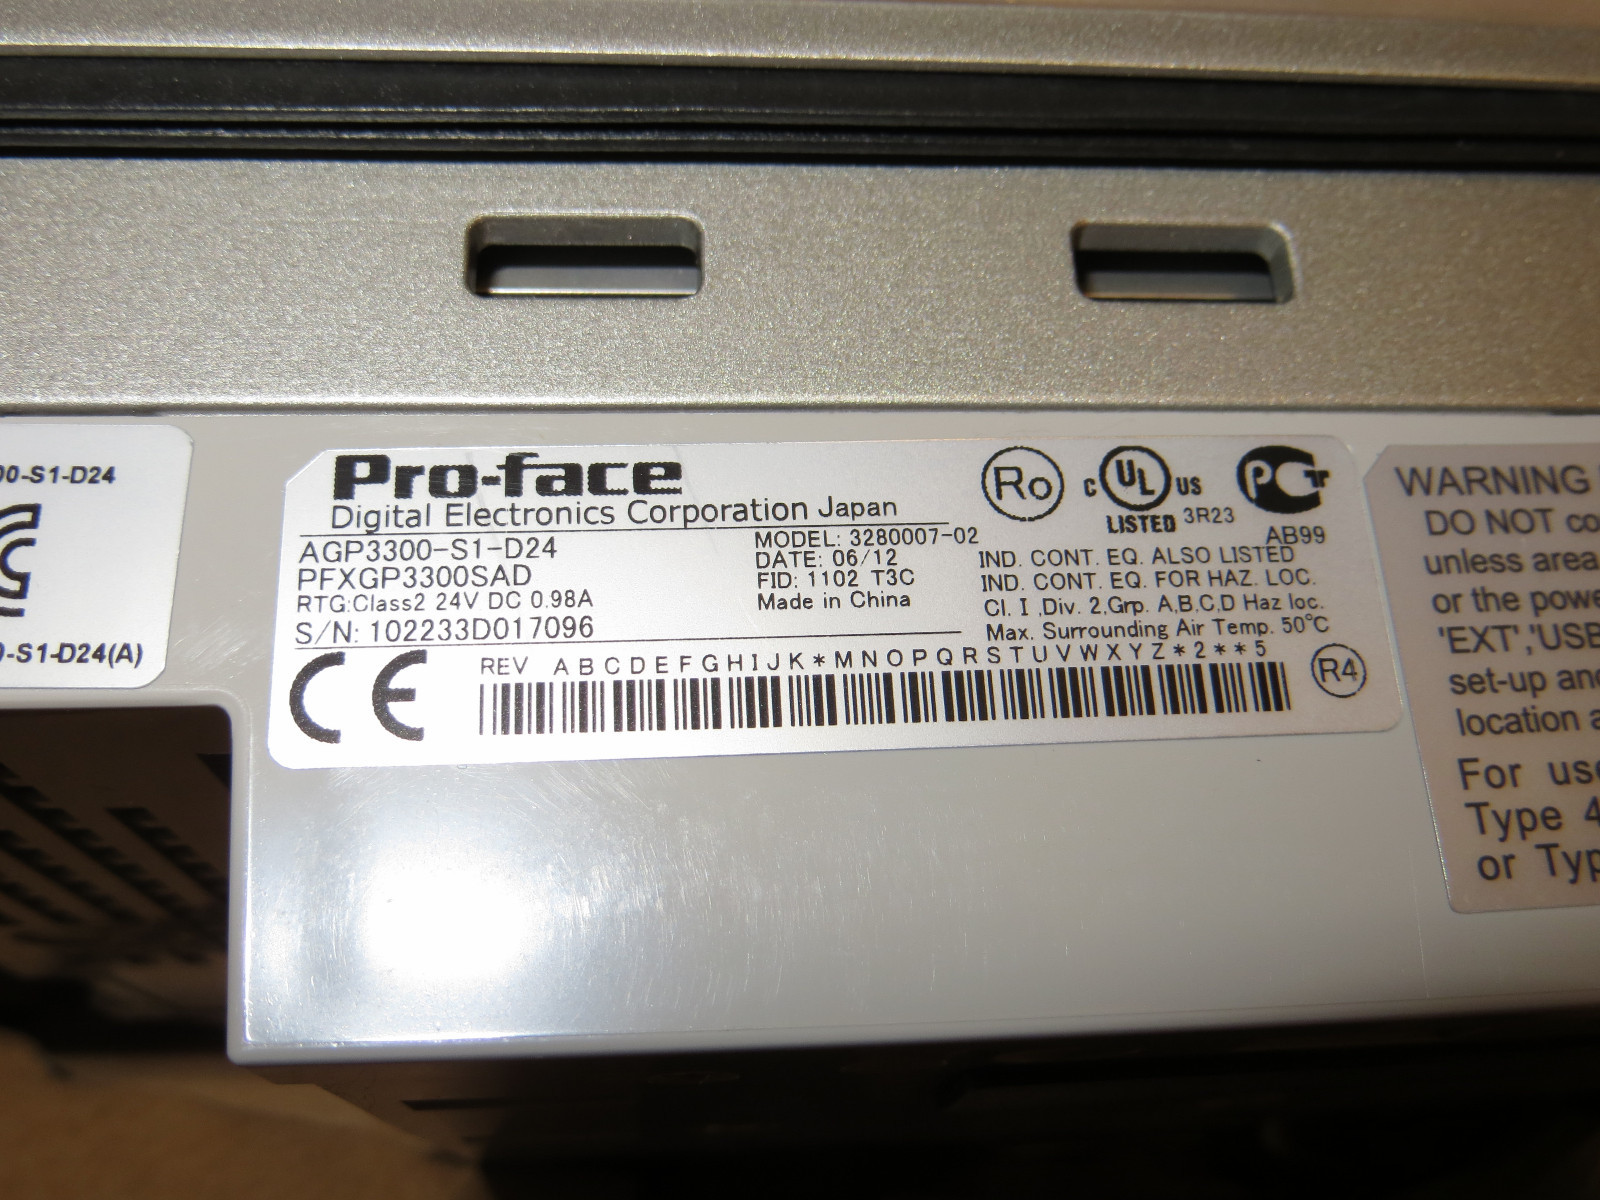 00-S1-D24
0-S1-D24(A)
Pro-face
Digital Electronics Corporation Japan
AGP3300-S1-D24
PFXGP3300SAD
RTG:Class2 24V DC 0.98A
S/N: 102233D017096
MODEL: 3280007-02
DATE: 06/12
FID: 1102 T3C
Made in China
Ro
C UL US
LISTED 3R23
PCT
AB99
IND. CONT. EQ. ALSO LISTED
IND. CONT. EQ. FOR HAZ. LOC.
Cl. I ,Div. 2,Grp. A,B,C,D Haz loc.
Max. Surrounding Air Temp. 50°C
CE
REV A B C D E F G H I J K * M N O P Q R S T U V W X Y Z * 2 * * 5
R4
WARNING
DO NOT co
unless area
or the powe
'EXT','USB
set-up an
location a
For use
Type 4
or Typ